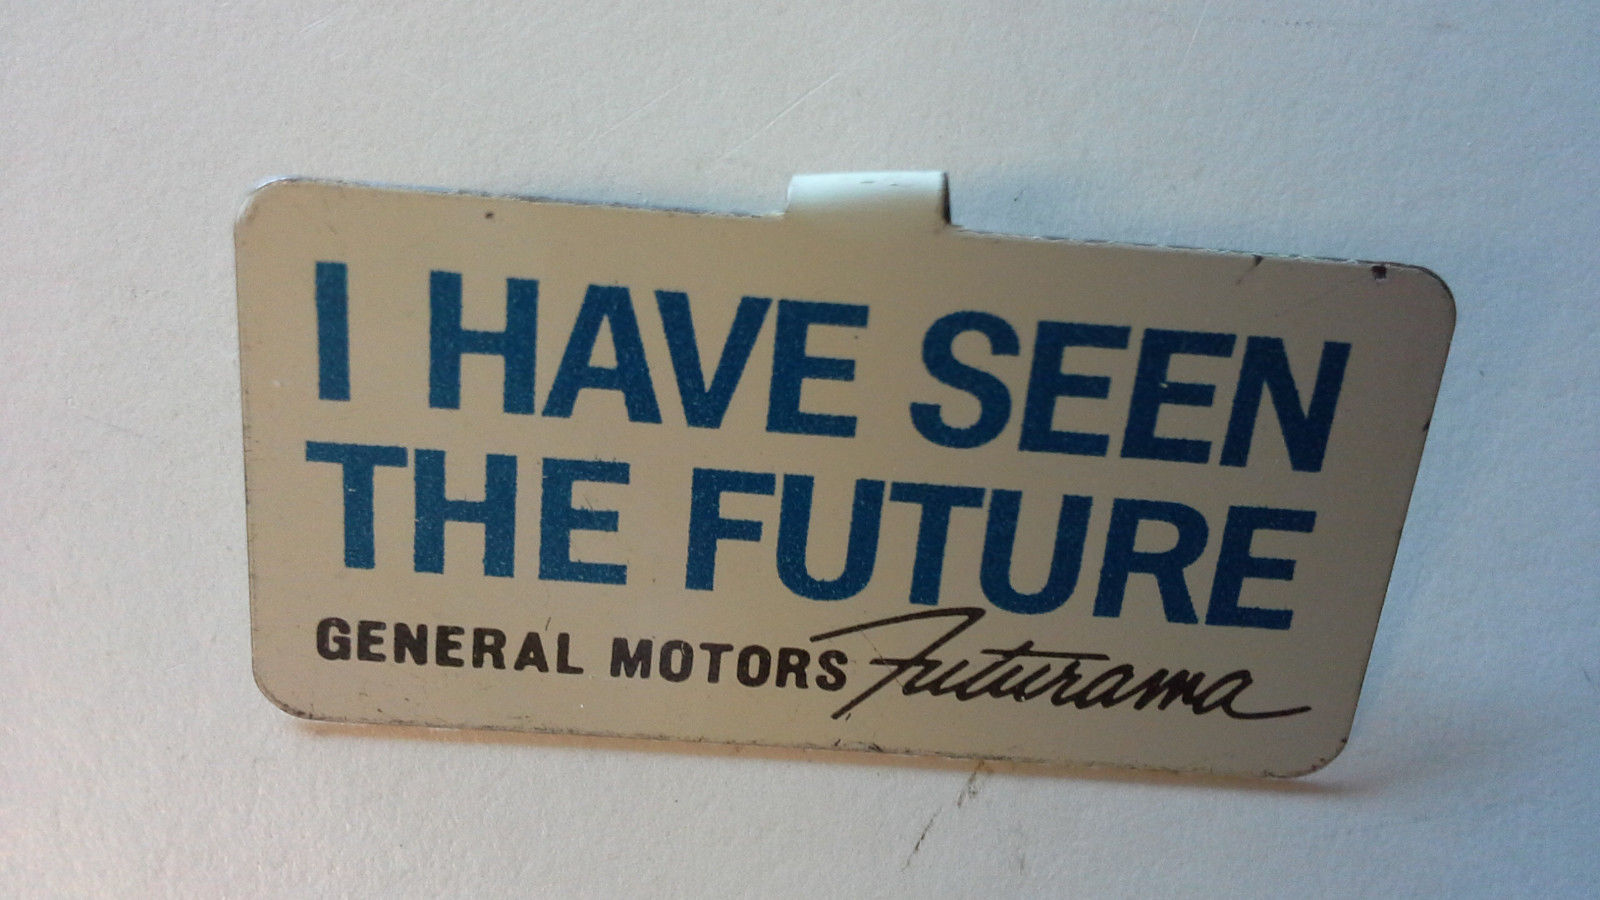 I HAVE SEEN
THE FUTURE
GENERAL MOTORS Futurama